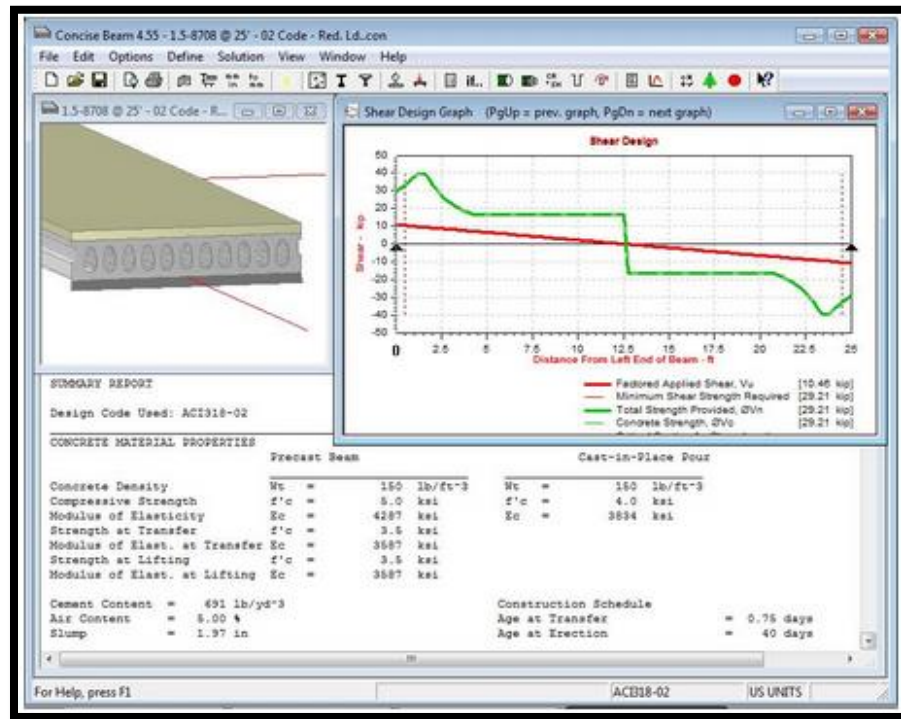 Concise Beam 4.55 - 1.5-8708 @ 25' - 02 Code - Red. Ld..con
File Edit Options Define Solution View Window Help
1.5-8708 @ 25' - 02 Code - R...
Shear Design Graph (PgUp = prev. graph, PgDn = next graph)
Shear Design
Shear - kip
50
40
30
20
10
0
-10
-20
-30
-40
-50
0 2.5 5 7.5 10 12.5 15 17.5 20 22.5 25
Distance From Left End of Beam - ft
Factored Applied Shear, Vu [10.46 kip]
Minimum Shear Strength Required [29.21 kip]
Total Strength Provided, ØVn [29.21 kip]
Concrete Strength, ØVc [29.21 kip]
SUMMARY REPORT
Design Code Used: ACI318-02
CONCRETE MATERIAL PROPERTIES
Precast Beam Cast-in-Place Pour
Concrete Density Wt = 150 lb/ft^3 Wt = 150 lb/ft^3
Compressive Strength f'c = 5.0 ksi f'c = 4.0 ksi
Modulus of Elasticity Ec = 4287 ksi Ec = 3834 ksi
Strength at Transfer f'c = 3.5 ksi
Modulus of Elast. at Transfer Ec = 3587 ksi
Strength at Lifting f'c = 3.5 ksi
Modulus of Elast. at Lifting Ec = 3587 ksi
Cement Content = 691 lb/yd^3 Construction Schedule
Air Content = 5.00 % Age at Transfer = 0.75 days
Slump = 1.97 in Age at Erection = 40 days
For Help, press F1 ACI318-02 US UNITS